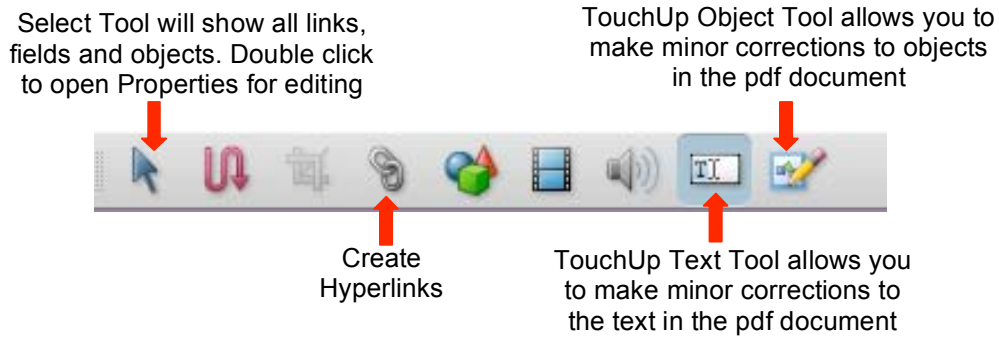 Select Tool will show all links,
fields and objects. Double click
to open Properties for editing
TouchUp Object Tool allows you to
make minor corrections to objects
in the pdf document
T
Create
Hyperlinks
TouchUp Text Tool allows you
to make minor corrections to
the text in the pdf document